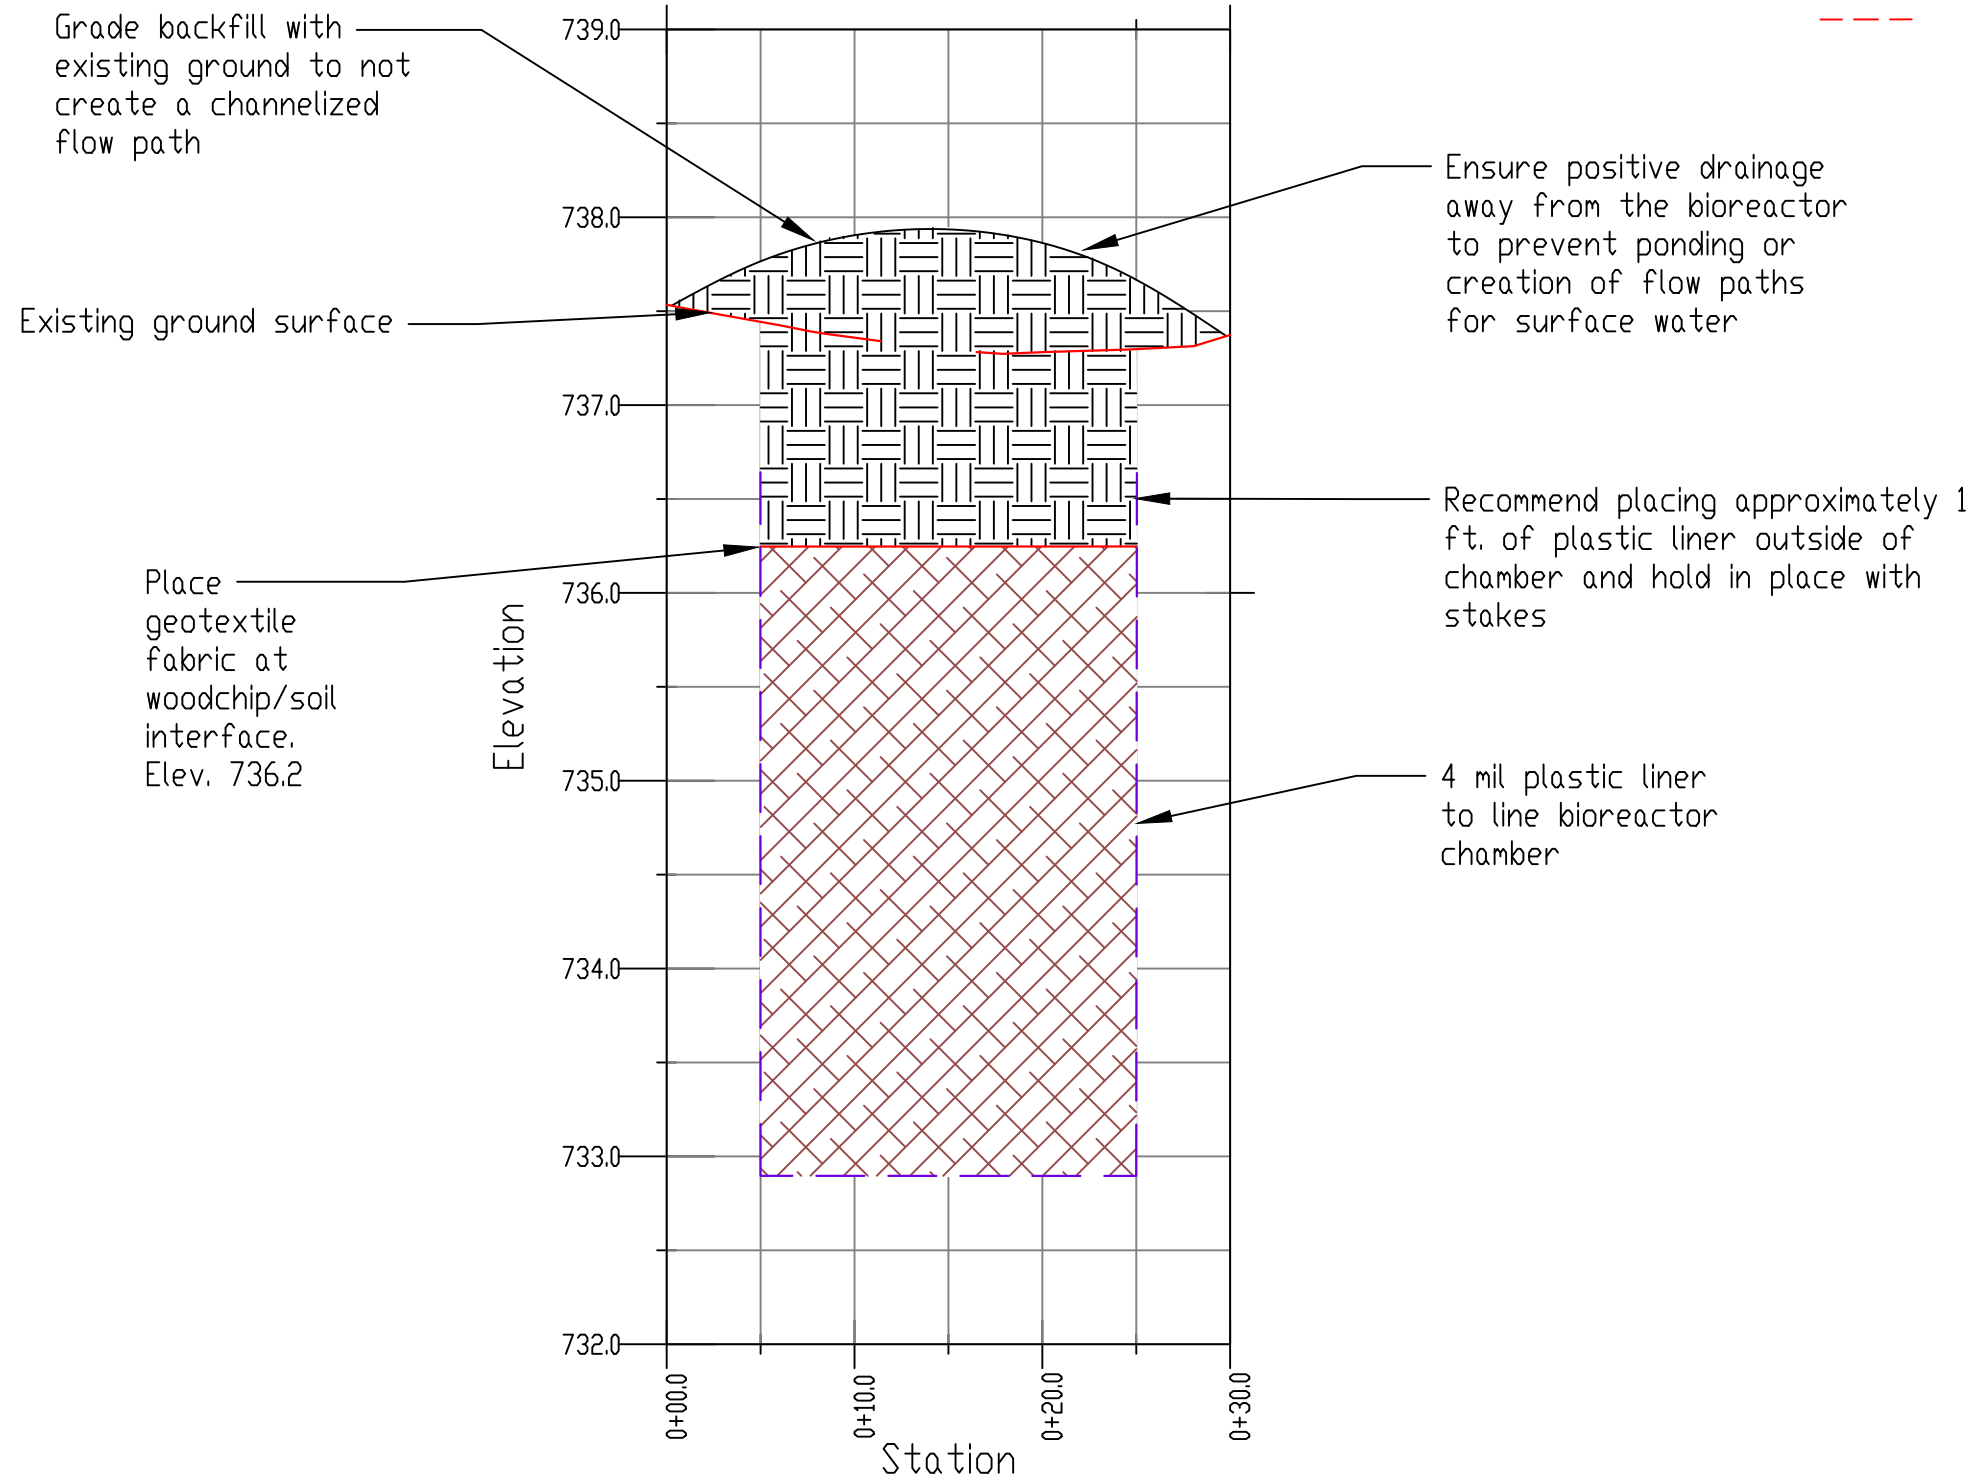 Grade backfill with
existing ground to not
create a channelized
flow path
Existing ground surface
Place
geotextile
fabric at
woodchip/soil
interface.
Elev. 736.2
Elevation
739.0
738.0
737.0
736.0
735.0
734.0
733.0
732.0
0+00.0
0+10.0
0+20.0
0+30.0
Station
Ensure positive drainage
away from the bioreactor
to prevent ponding or
creation of flow paths
for surface water
Recommend placing approximately 1
ft. of plastic liner outside of
chamber and hold in place with
stakes
4 mil plastic liner
to line bioreactor
chamber